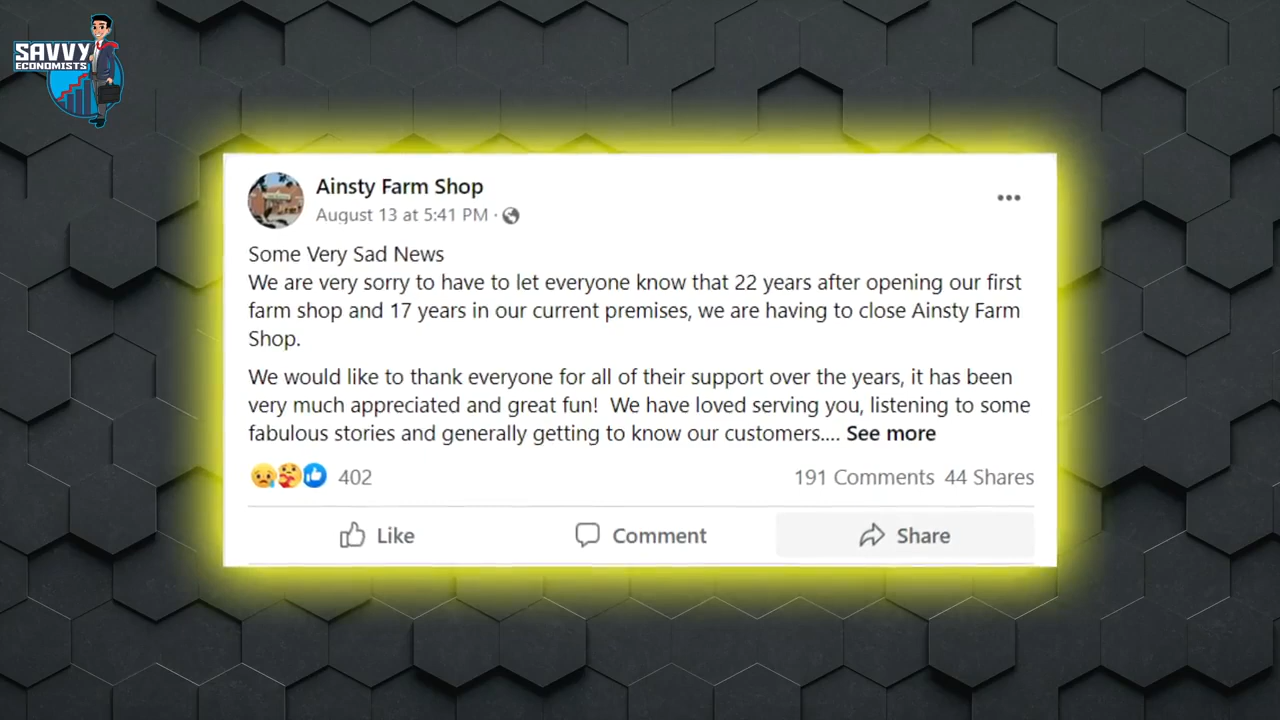 SAVVY
ECONOMISTS
Ainsty Farm Shop
August 13 at 5:41 PM ·
Some Very Sad News
We are very sorry to have to let everyone know that 22 years after opening our first
farm shop and 17 years in our current premises, we are having to close Ainsty Farm
Shop.
We would like to thank everyone for all of their support over the years, it has been
very much appreciated and great fun!  We have loved serving you, listening to some
fabulous stories and generally getting to know our customers.... See more
402
191 Comments 44 Shares
Like
Comment
Share